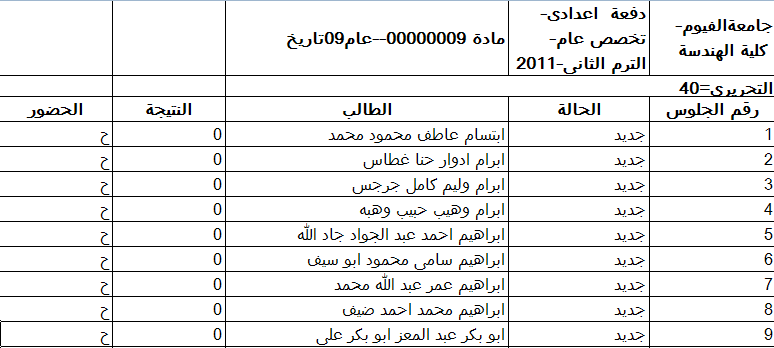 جامعةالفيوم-
كلية الهندسة
دفعة اعدادى-
تخصص عام-
الترم الثانى-2011
مادة 00000009--عام09تاريخ
التحريري=40
رقم الجلوس الحالة الطالب النتيجة الحضور
1 جديد ابتسام عاطف محمود محمد 0 ح
2 جديد ابرام ادوار حنا غطاس 0 ح
3 جديد ابرام وليم كامل جرجس 0 ح
4 جديد ابرام وهيب حبيب وهبه 0 ح
5 جديد ابراهيم احمد عبد الجواد جاد الله 0 ح
6 جديد ابراهيم سامى محمود ابو سيف 0 ح
7 جديد ابراهيم عمر عبد الله محمد 0 ح
8 جديد ابراهيم محمد احمد ضيف 0 ح
9 جديد ابو بكر عبد المعز ابو بكر على 0 ح